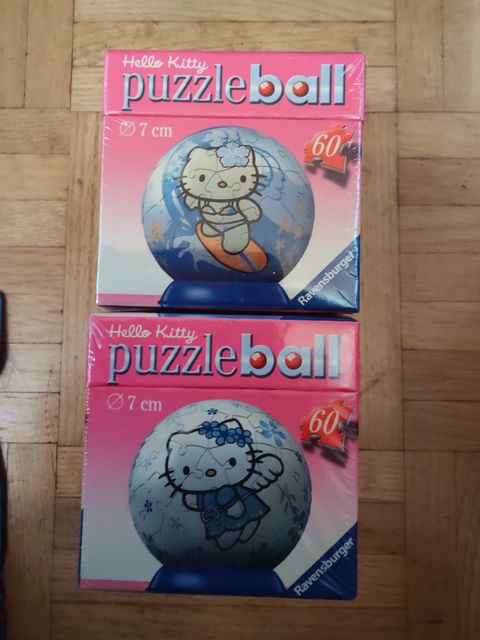 Hello Kitty
puzzleball
Ø 7 cm
60
Ravensburger
Hello Kitty
puzzleball
Ø 7 cm
60
Ravensburger